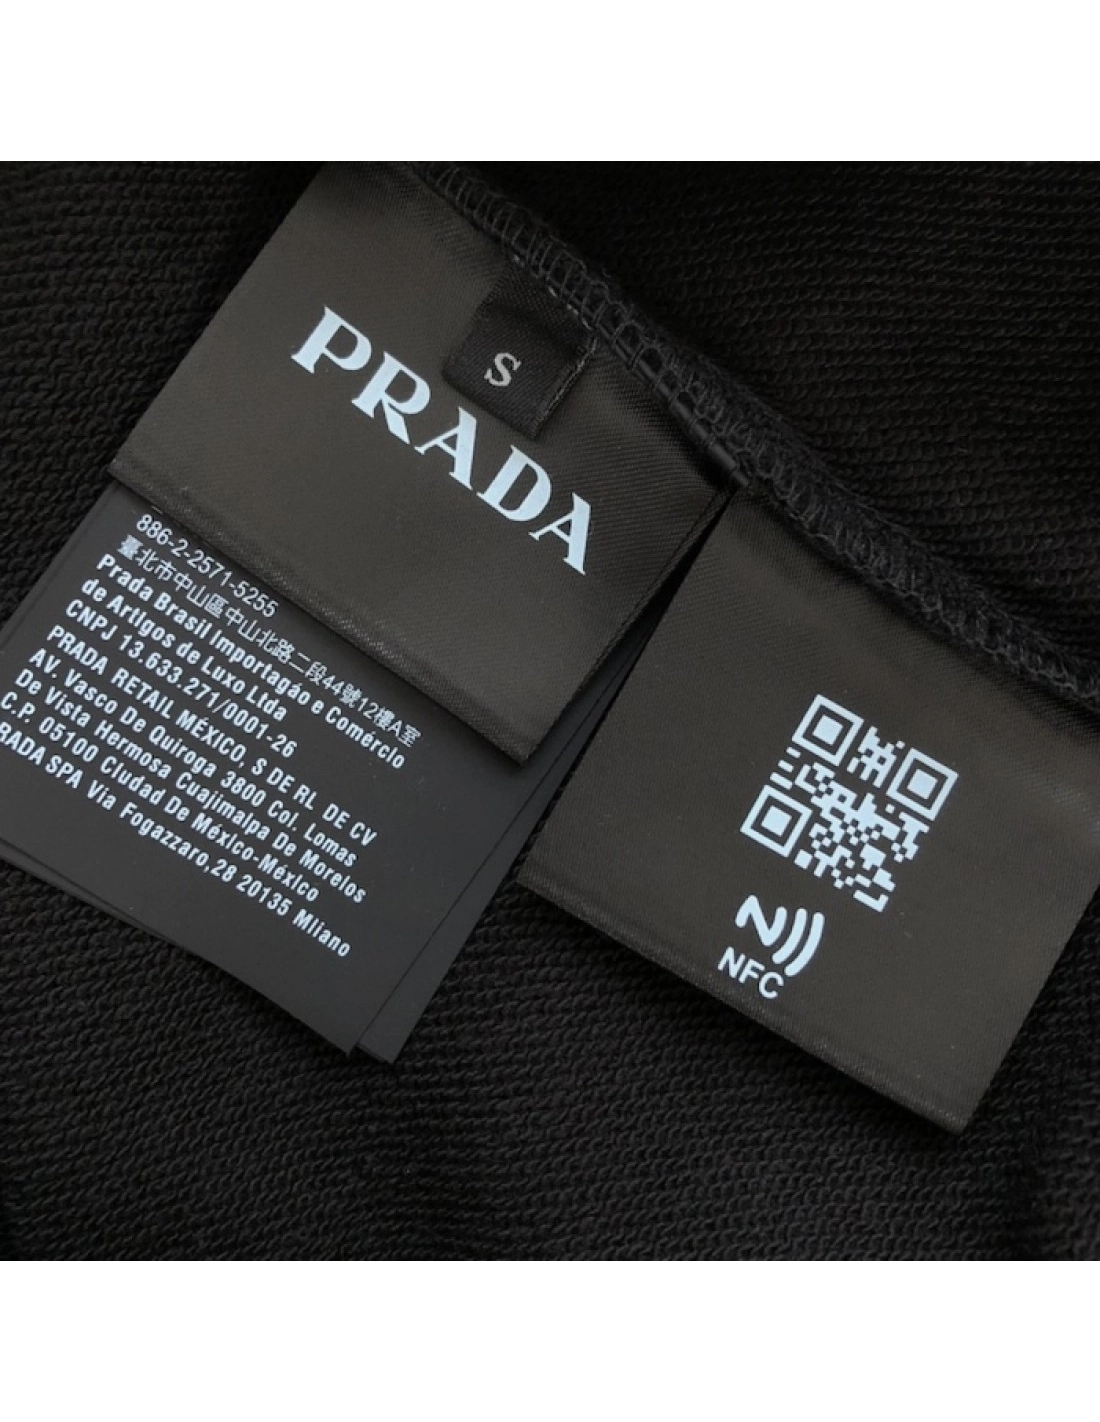 PRADA
S
886-2-2571-5255
臺北市中山區中山北路二段44號12樓A室
Prada Brasil Importagáo e Comércio
de Artigos de Luxo Ltda
CNPJ 13.633.271/0001-26
PRADA RETAIL MÉXICO, S DE RL DE CV
AV. Vasco De Quiroga 3800 Col. Lomas
De Vista Hermosa Cuajimalpa De Morelos
C.P. 05100 Ciudad De México-México
RADA SPA Via Fogazzaro,28 20135 Milano
NFC